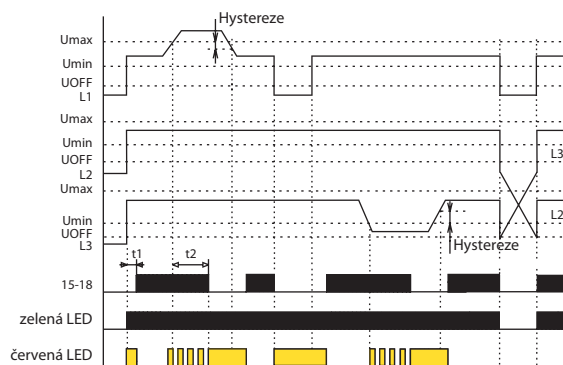 Hystereze
Umax
Umin
UOFF
L1
Umax
Umin
UOFF
L2
L3
Umax
Umin
UOFF
L3
L2
Hystereze
t1
t2
15-18
zelená LED
červená LED